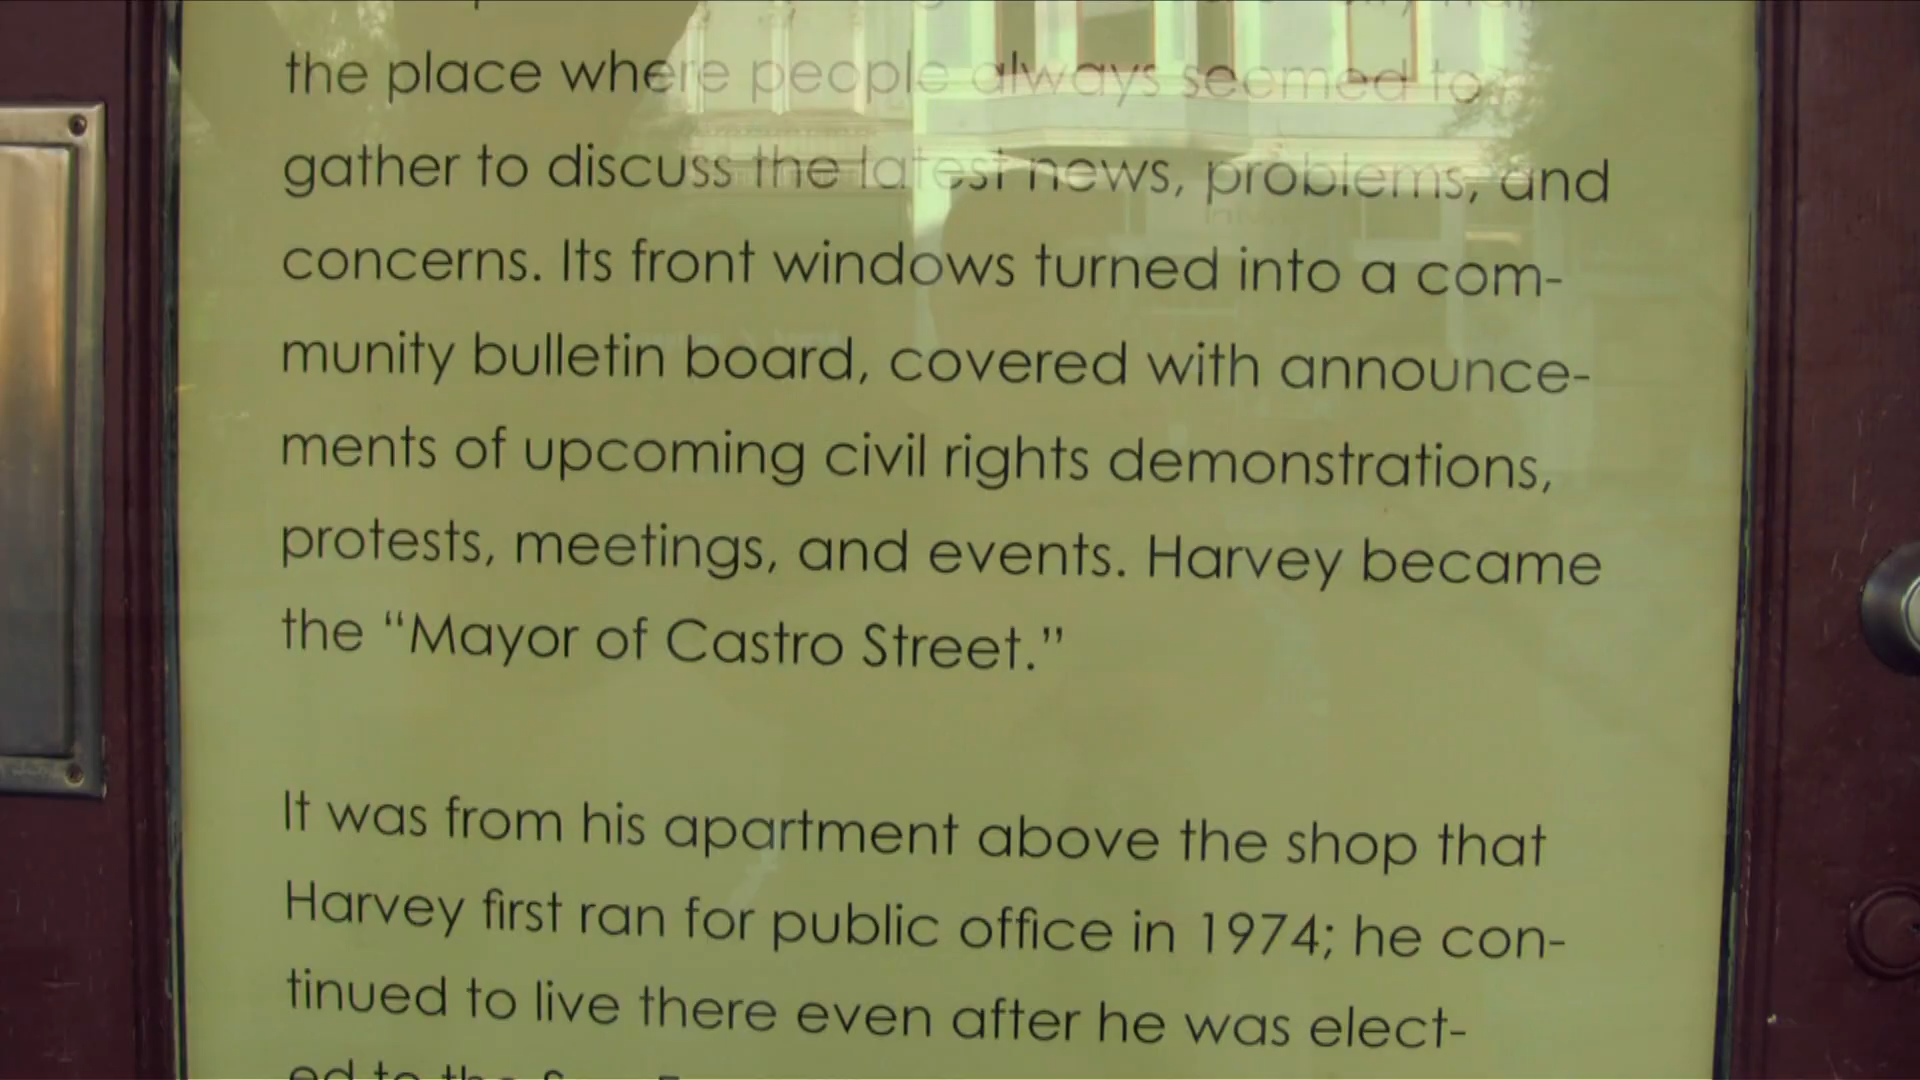 the place where people always seemed to
gather to discuss the latest news, problems, and
concerns. Its front windows turned into a com-
munity bulletin board, covered with announce-
ments of upcoming civil rights demonstrations,
protests, meetings, and events. Harvey became
the “Mayor of Castro Street.”
It was from his apartment above the shop that
Harvey first ran for public office in 1974; he con-
tinued to live there even after he was elect-
ed to the